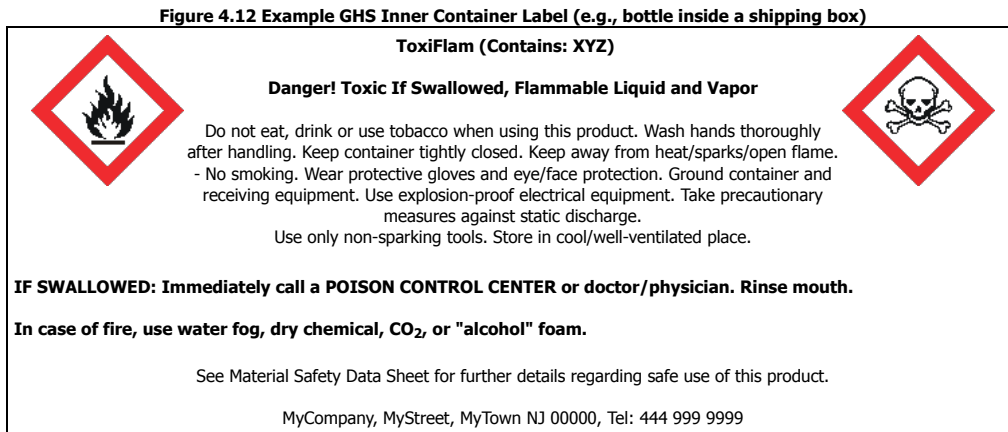 Figure 4.12 Example GHS Inner Container Label (e.g., bottle inside a shipping box)
ToxiFlam (Contains: XYZ)
Danger! Toxic If Swallowed, Flammable Liquid and Vapor
Do not eat, drink or use tobacco when using this product. Wash hands thoroughly
after handling. Keep container tightly closed. Keep away from heat/sparks/open flame.
- No smoking. Wear protective gloves and eye/face protection. Ground container and
receiving equipment. Use explosion-proof electrical equipment. Take precautionary
measures against static discharge.
Use only non-sparking tools. Store in cool/well-ventilated place.
IF SWALLOWED: Immediately call a POISON CONTROL CENTER or doctor/physician. Rinse mouth.
In case of fire, use water fog, dry chemical, CO₂, or "alcohol" foam.
See Material Safety Data Sheet for further details regarding safe use of this product.
MyCompany, MyStreet, MyTown NJ 00000, Tel: 444 999 9999